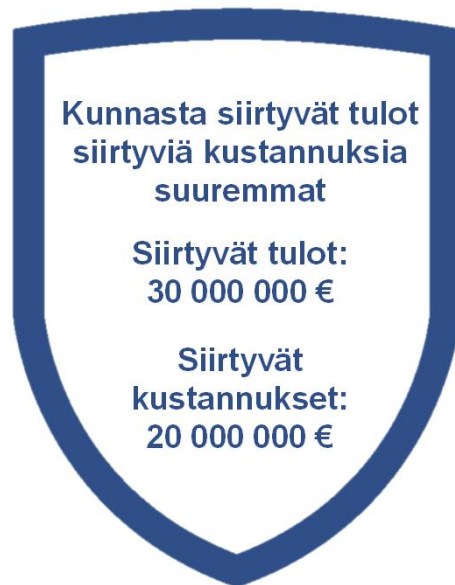 Kunnasta siirtyvät tulot
siirtyviä kustannuksia
suuremmat
Siirtyvät tulot:
30 000 000 €
Siirtyvät
kustannukset:
20 000 000 €